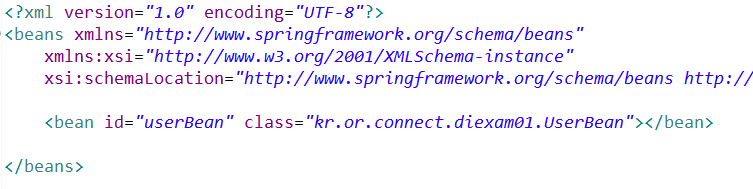 <?xml version="1.0" encoding="UTF-8"?>
<beans xmlns="http://www.springframework.org/schema/beans"
xmlns:xsi="http://www.w3.org/2001/XMLSchema-instance"
xsi:schemaLocation="http://www.springframework.org/schema/beans http://
<bean id="userBean" class="kr.or.connect.diexam01.UserBean"></bean>
</beans>